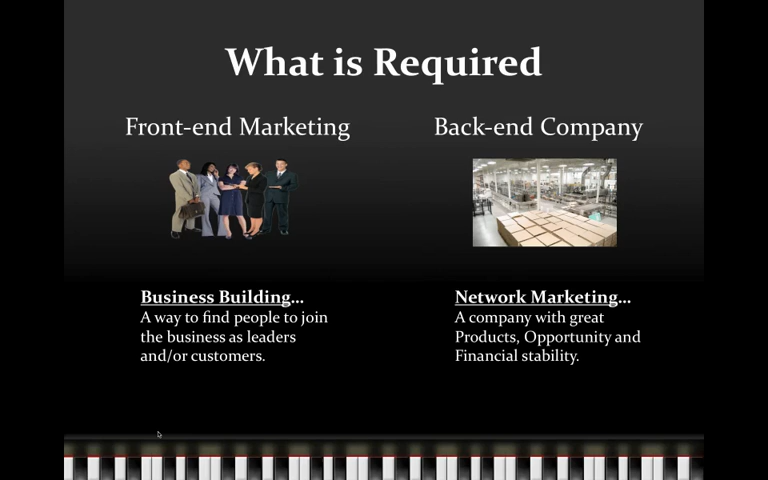 What is Required
Front-end Marketing
Back-end Company
Business Building...
A way to find people to join
the business as leaders
and/or customers.
Network Marketing...
A company with great
Products, Opportunity and
Financial stability.